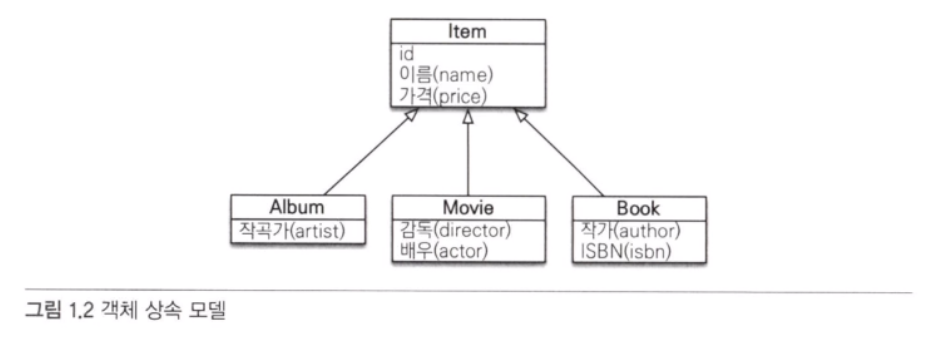 Item
id
이름(name)
가격(price)
Album
작곡가(artist)
Movie
감독(director)
배우(actor)
Book
작가(author)
ISBN(isbn)
그림 1.2 객체 상속 모델